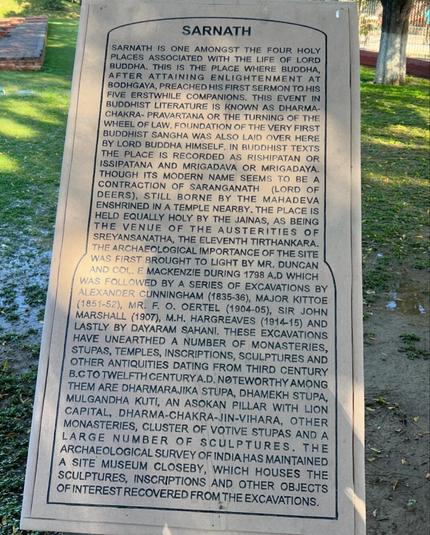 SARNATH
SARNATH IS ONE AMONGST THE FOUR HOLY
PLACES ASSOCIATED WITH THE LIFE OF LORD
BUDDHA. THIS IS THE PLACE WHERE BUDDHA,
AFTER ATTAINING ENLIGHTENMENT AT
BODHGAYA, PREACHED HIS FIRST SERMON TO HIS
FIVE ERSTWHILE COMPANIONS. THIS EVENT IN
BUDDHIST LITERATURE IS KNOWN AS DHARMA-
CHAKRA- PRAVARTANA OR THE TURNING OF THE
WHEEL OF LAW. FOUNDATION OF THE VERY FIRST
BUDDHIST SANGHA WAS ALSO LAID OVER HERE
BY LORD BUDDHA HIMSELF. IN BUDDHIST TEXTS
THE PLACE IS RECORDED AS RISHIPATAN OR
ISSIPATANA AND MRIGADAVA OR MRIGADAYA.
THOUGH ITS MODERN NAME SEEMS TO BE A
CONTRACTION OF SARANGANATH (LORD OF
DEERS), STILL BORNE BY THE MAHADEVA
ENSHRINED IN A TEMPLE NEARBY. THE PLACE IS
HELD EQUALLY HOLY BY THE JAINAS, AS BEING
THE VENUE OF THE AUSTERITIES OF
SREYANSANATHA, THE ELEVENTH TIRTHANKARA.
THE ARCHAEOLOGICAL IMPORTANCE OF THE SITE
WAS FIRST BROUGHT TO LIGHT BY MR. DUNCAN
AND COL. E MACKENZIE DURING 1798 A.D WHICH
WAS FOLLOWED BY A SERIES OF EXCAVATIONS BY
ALEXANDER CUNNINGHAM (1835-36), MAJOR KITTOE
(1851-52), MR. F. O. OERTEL (1904-05), SIR JOHN
MARSHALL (1907), M.H. HARGREAVES (1914-15) AND
LASTLY BY DAYARAM SAHANI. THESE EXCAVATIONS
HAVE UNEARTHED A NUMBER OF MONASTERIES,
STUPAS, TEMPLES, INSCRIPTIONS, SCULPTURES AND
OTHER ANTIQUITIES DATING FROM THIRD CENTURY
B.C TO TWELFTH CENTURY A.D. NOTEWORTHY AMONG
THEM ARE DHARMARAJIKA STUPA, DHAMEKH STUPA,
MULGANDHA KUTI, AN ASOKAN PILLAR WITH LION
CAPITAL, DHARMA-CHAKRA-JIN-VIHARA, OTHER
MONASTERIES, CLUSTER OF VOTIVE STUPAS AND A
LARGE NUMBER OF SCULPTURES. THE
ARCHAEOLOGICAL SURVEY OF INDIA HAS MAINTAINED
A SITE MUSEUM CLOSEBY, WHICH HOUSES THE
SCULPTURES, INSCRIPTIONS AND OTHER OBJECTS
OF INTEREST RECOVERED FROM THE EXCAVATIONS.